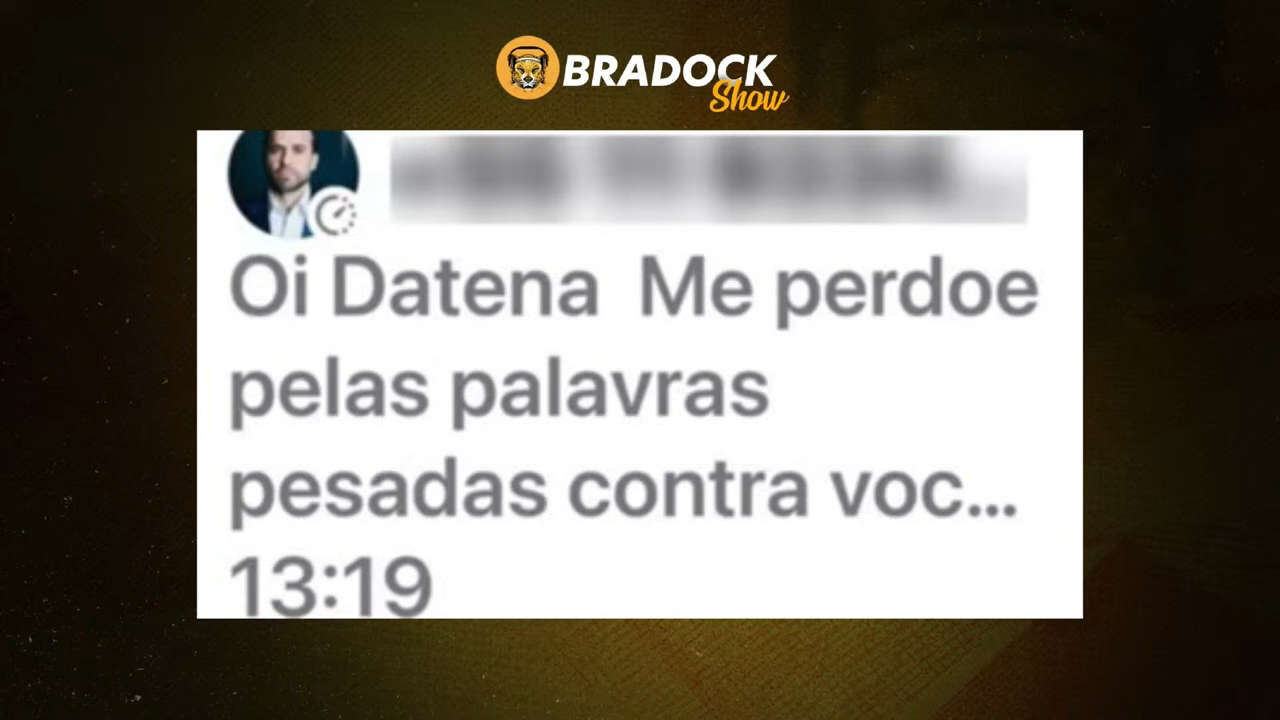 BRADOCK
Show
Oi Datena  Me perdoe
pelas palavras
pesadas contra voc...
13:19